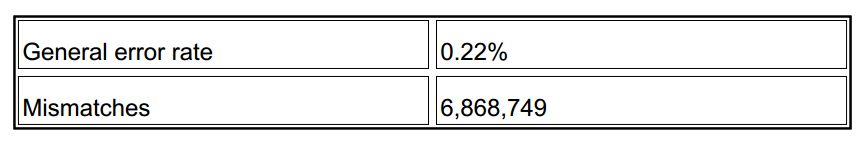 General error rate 0.22%
Mismatches 6,868,749